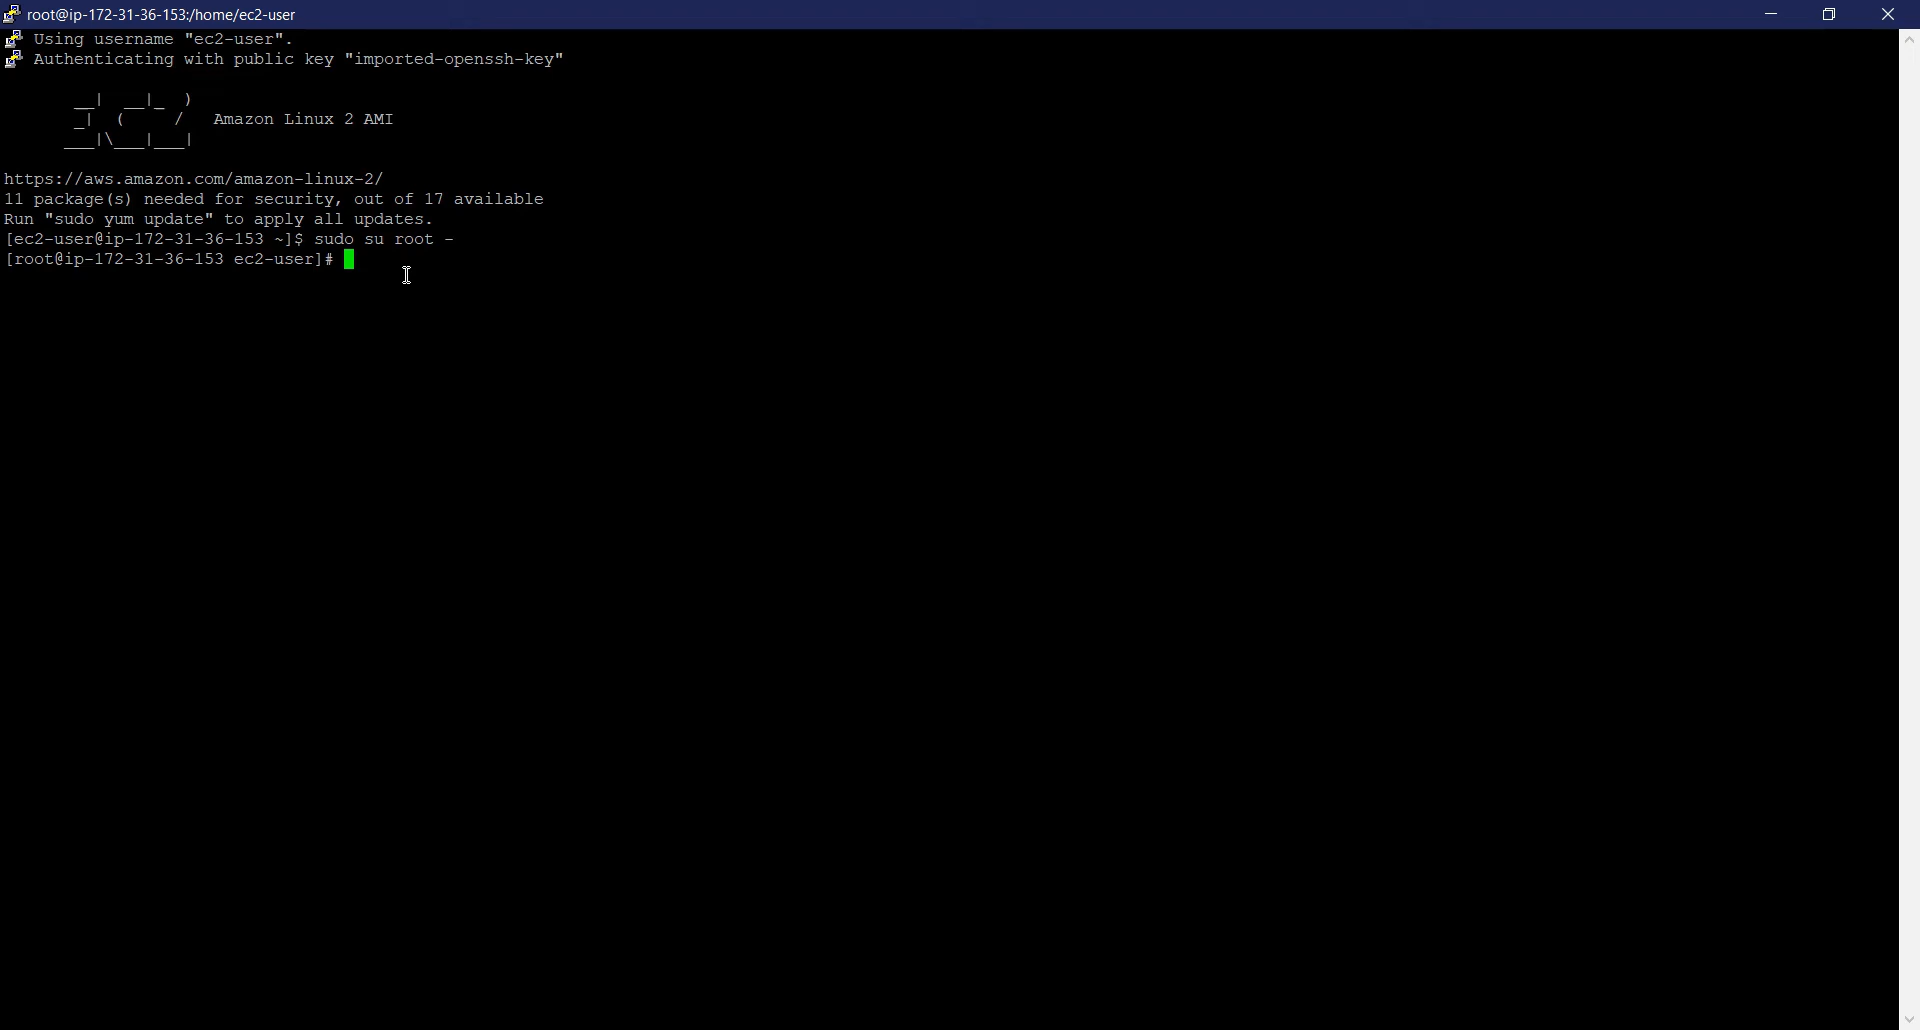 root@ip-172-31-36-153:/home/ec2-user
Using username "ec2-user".
Authenticating with public key "imported-openssh-key"
       __|  __|_  )
       _|  (     /   Amazon Linux 2 AMI
      ___|\___|___|
https://aws.amazon.com/amazon-linux-2/
11 package(s) needed for security, out of 17 available
Run "sudo yum update" to apply all updates.
[ec2-user@ip-172-31-36-153 ~]$ sudo su root -
[root@ip-172-31-36-153 ec2-user]#